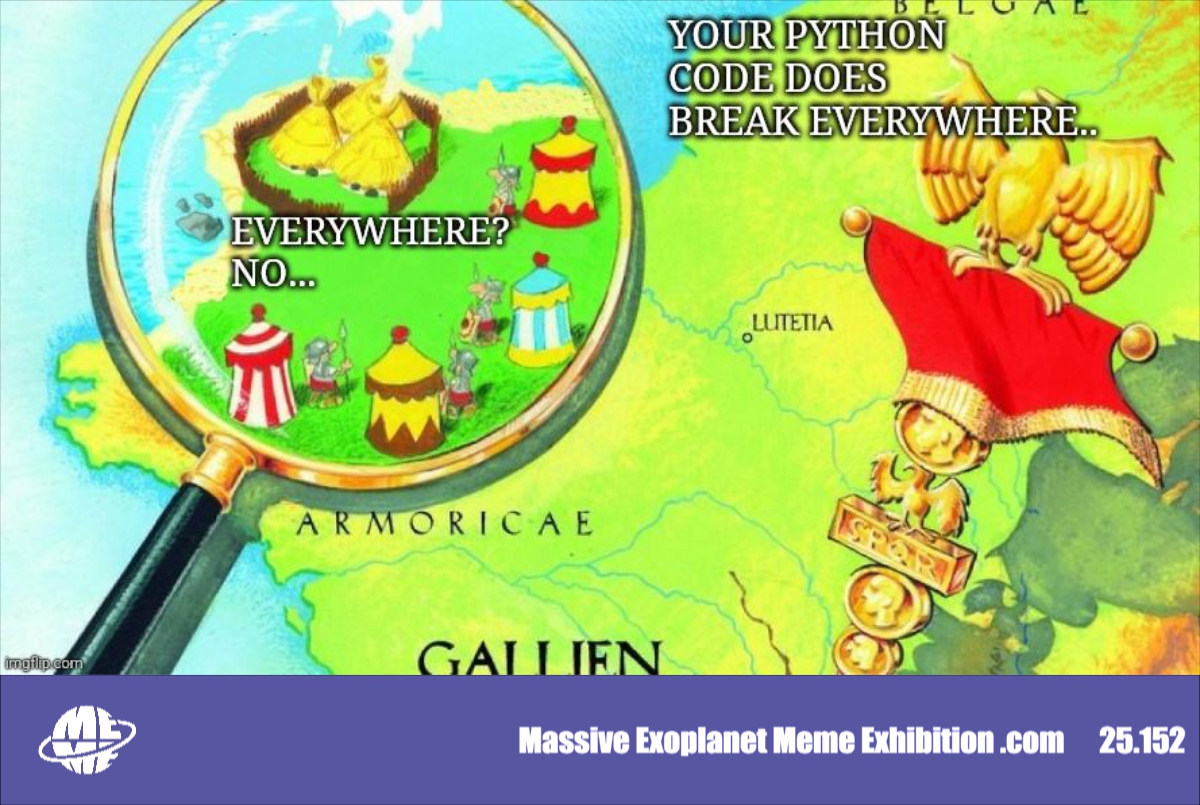 BELGAE
YOUR PYTHON
CODE DOES
BREAK EVERYWHERE..
EVERYWHERE?
NO...
LUTETIA
ARMORICAE
SPQR
GALLIEN
imgflip.com
MEME
Massive Exoplanet Meme Exhibition .com 25.152